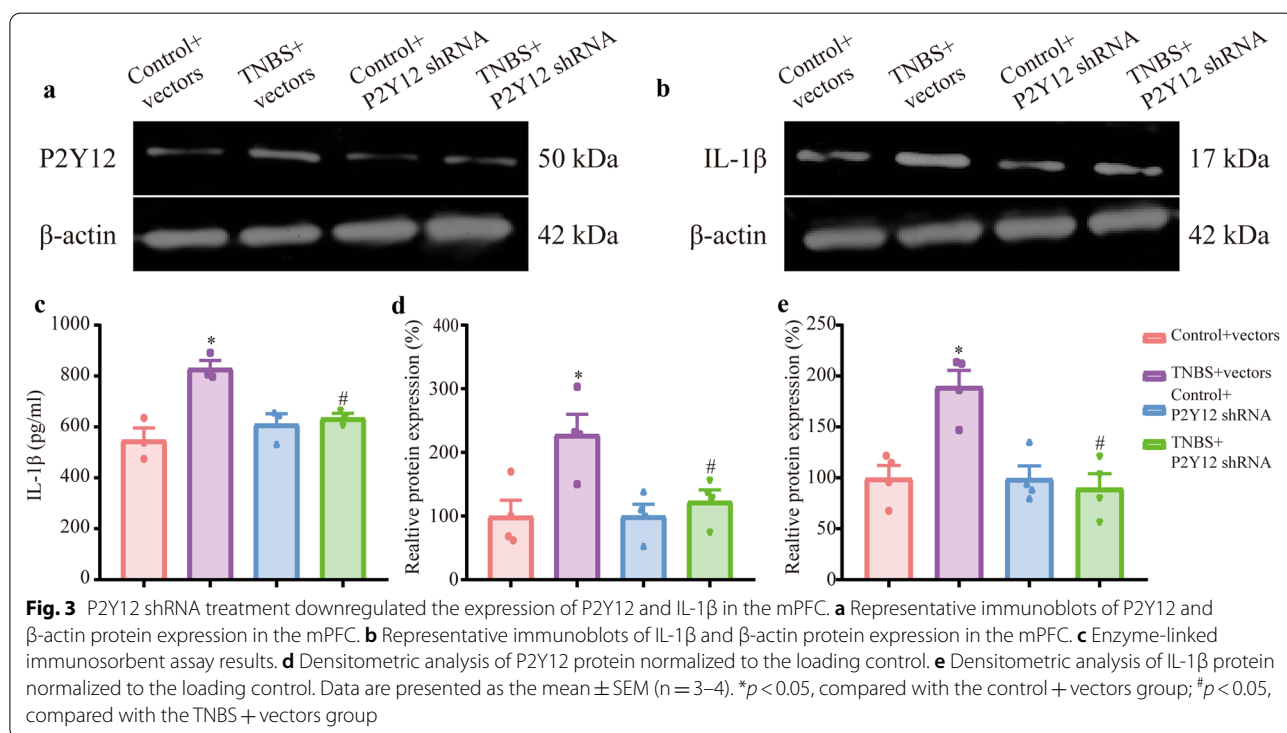 Control+
vectors
TNBS+
vectors
Control+
P2Y12 shRNA
TNBS+
P2Y12 shRNA
a
P2Y12
50 kDa
β-actin
42 kDa
Control+
vectors
TNBS+
vectors
Control+
P2Y12 shRNA
TNBS+
P2Y12 shRNA
b
IL-1β
17 kDa
β-actin
42 kDa
c
IL-1β (pg/ml)
1000
800
600
400
200
0
*
#
d
Realtive protein expression (%)
400
300
200
100
0
*
#
e
Realtive protein expression (%)
250
200
150
100
50
0
*
#
Control+vectors
TNBS+vectors
Control+
P2Y12 shRNA
TNBS+
P2Y12 shRNA
Fig. 3 P2Y12 shRNA treatment downregulated the expression of P2Y12 and IL-1β in the mPFC. a Representative immunoblots of P2Y12 and
β-actin protein expression in the mPFC. b Representative immunoblots of IL-1β and β-actin protein expression in the mPFC. c Enzyme-linked
immunosorbent assay results. d Densitometric analysis of P2Y12 protein normalized to the loading control. e Densitometric analysis of IL-1β protein
normalized to the loading control. Data are presented as the mean ± SEM (n = 3–4). *p < 0.05, compared with the control + vectors group; #p < 0.05,
compared with the TNBS + vectors group